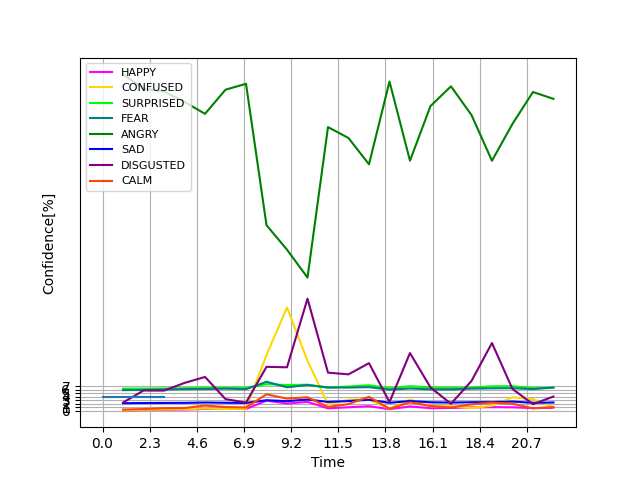 HAPPY
CONFUSED
SURPRISED
FEAR
ANGRY
SAD
DISGUSTED
CALM
Confidence[%]
0.0 2.3 4.6 6.9 9.2 11.5 13.8 16.1 18.4 20.7
Time